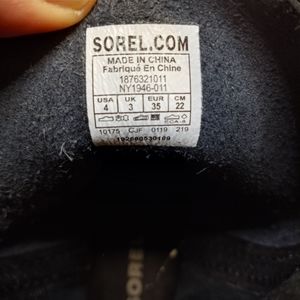 SOREL.COM
MADE IN CHINA
Fabriqué En Chine
1876321011
NY1946-011
USA UK EUR CM
4 3 35 22
10175 CJF 0119 219
SOREL